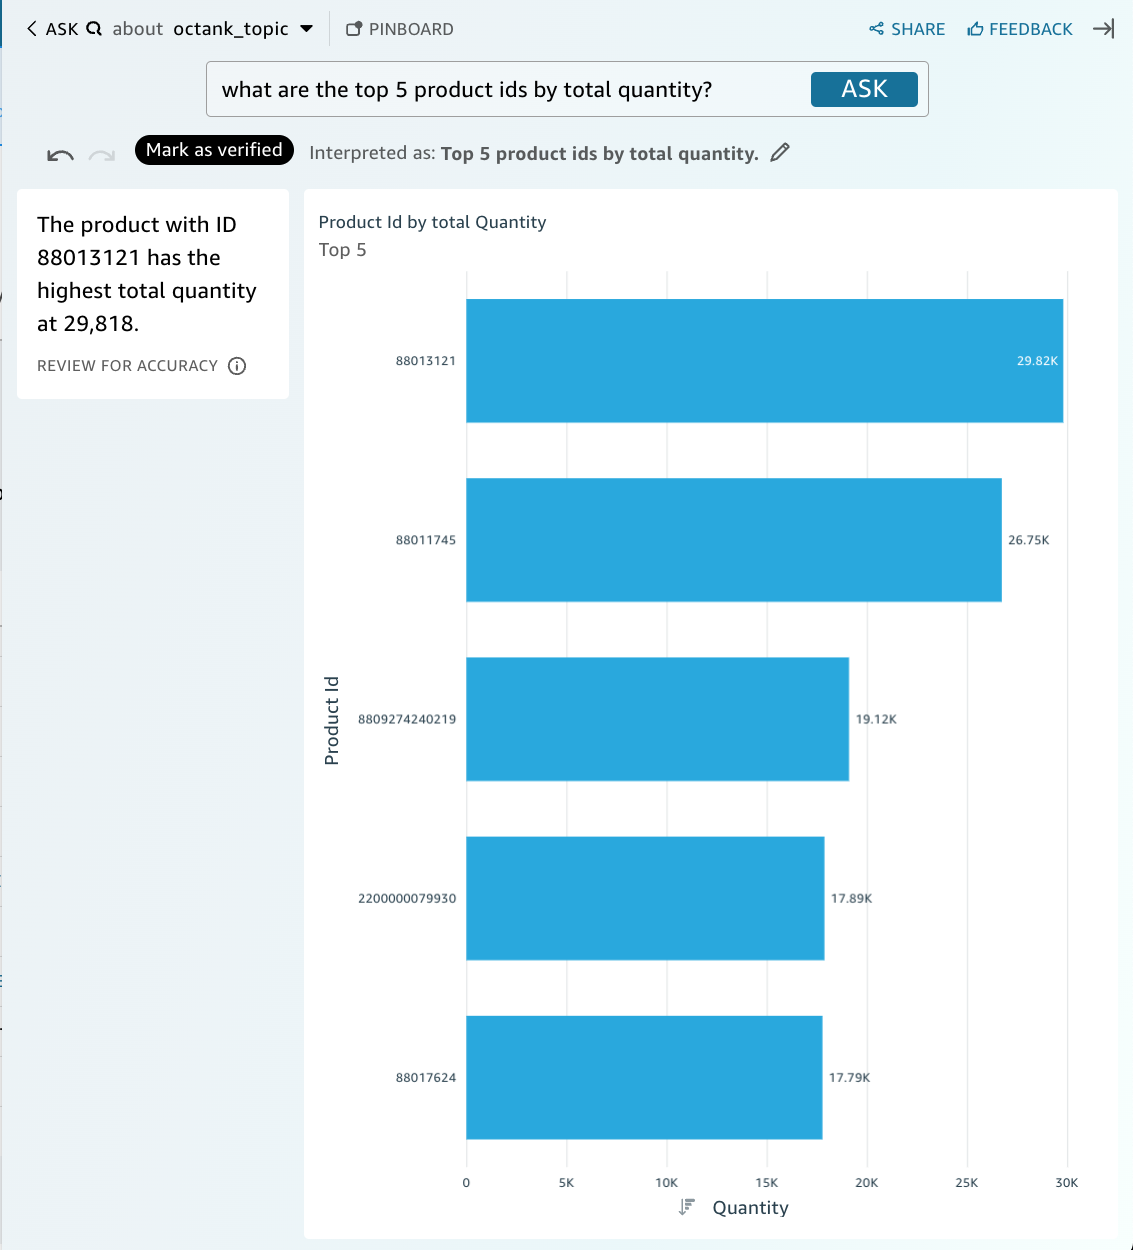 ASK about octank_topic PINBOARD SHARE FEEDBACK
what are the top 5 product ids by total quantity? ASK
Mark as verified Interpreted as: Top 5 product ids by total quantity.
The product with ID
88013121 has the
highest total quantity
at 29,818.
REVIEW FOR ACCURACY
Product Id by total Quantity
Top 5
Product Id
88013121 29.82K
88011745 26.75K
8809274240219 19.12K
2200000079930 17.89K
88017624 17.79K
0 5K 10K 15K 20K 25K 30K
Quantity